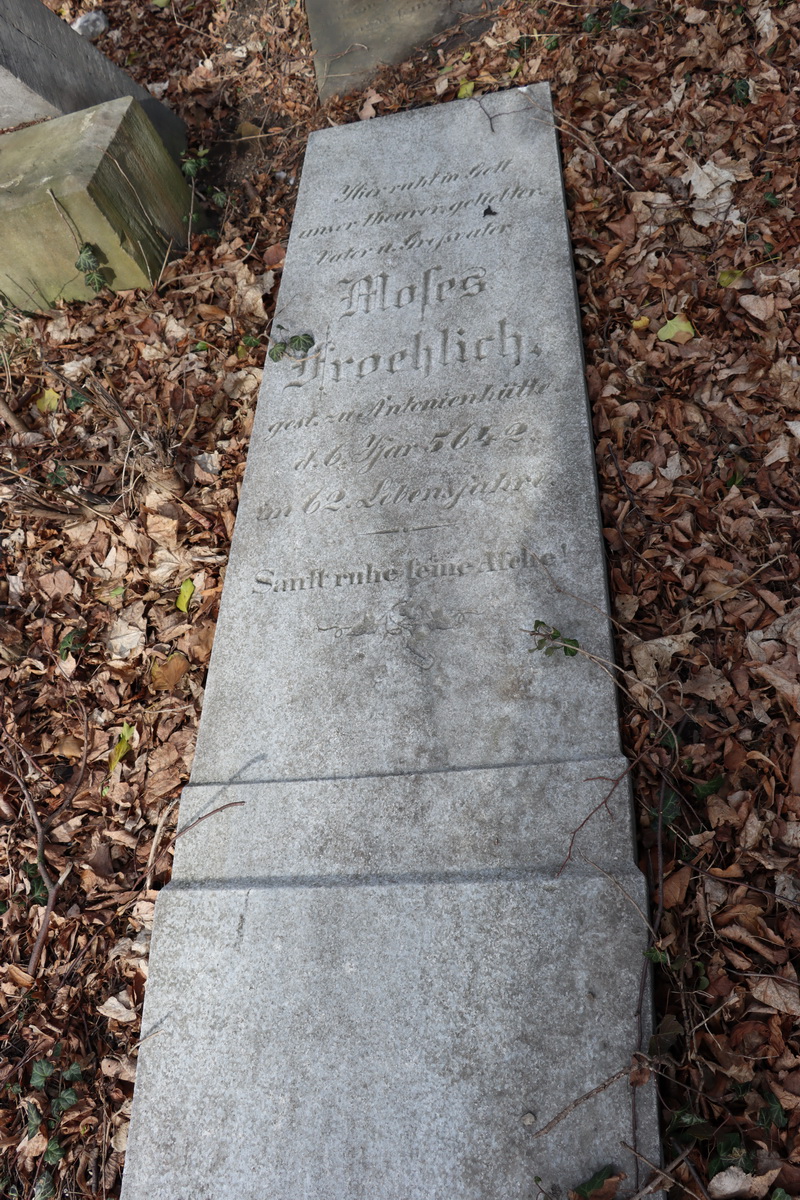 Hier ruht in Gott
unser theurer, geliebter
Vater u. Großvater
Moses
Froehlich,
gest. zu Antonienhütte
d. 6. Ijar 5642
im 62. Lebensjahre.
Sanft ruhe seine Asche!